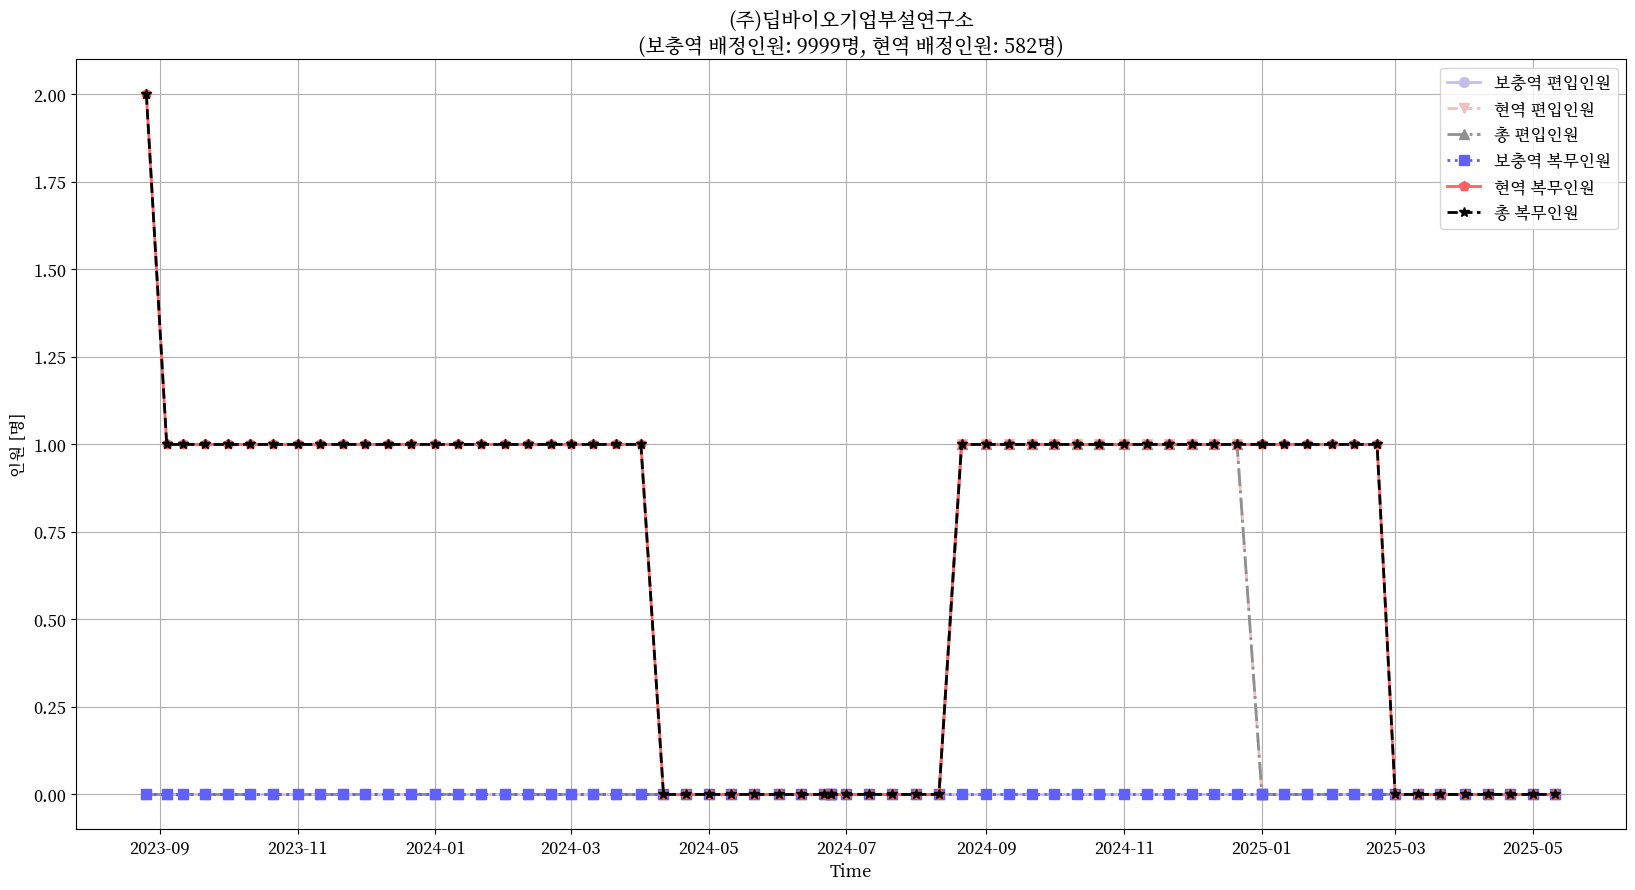 (주)딥바이오기업부설연구소
(보충역 배정인원: 9999명, 현역 배정인원: 582명)
보충역 편입인원
현역 편입인원
총 편입인원
보충역 복무인원
현역 복무인원
총 복무인원
인원 [명]
2.00
1.75
1.50
1.25
1.00
0.75
0.50
0.25
0.00
2023-09 2023-11 2024-01 2024-03 2024-05 2024-07 2024-09 2024-11 2025-01 2025-03 2025-05
Time